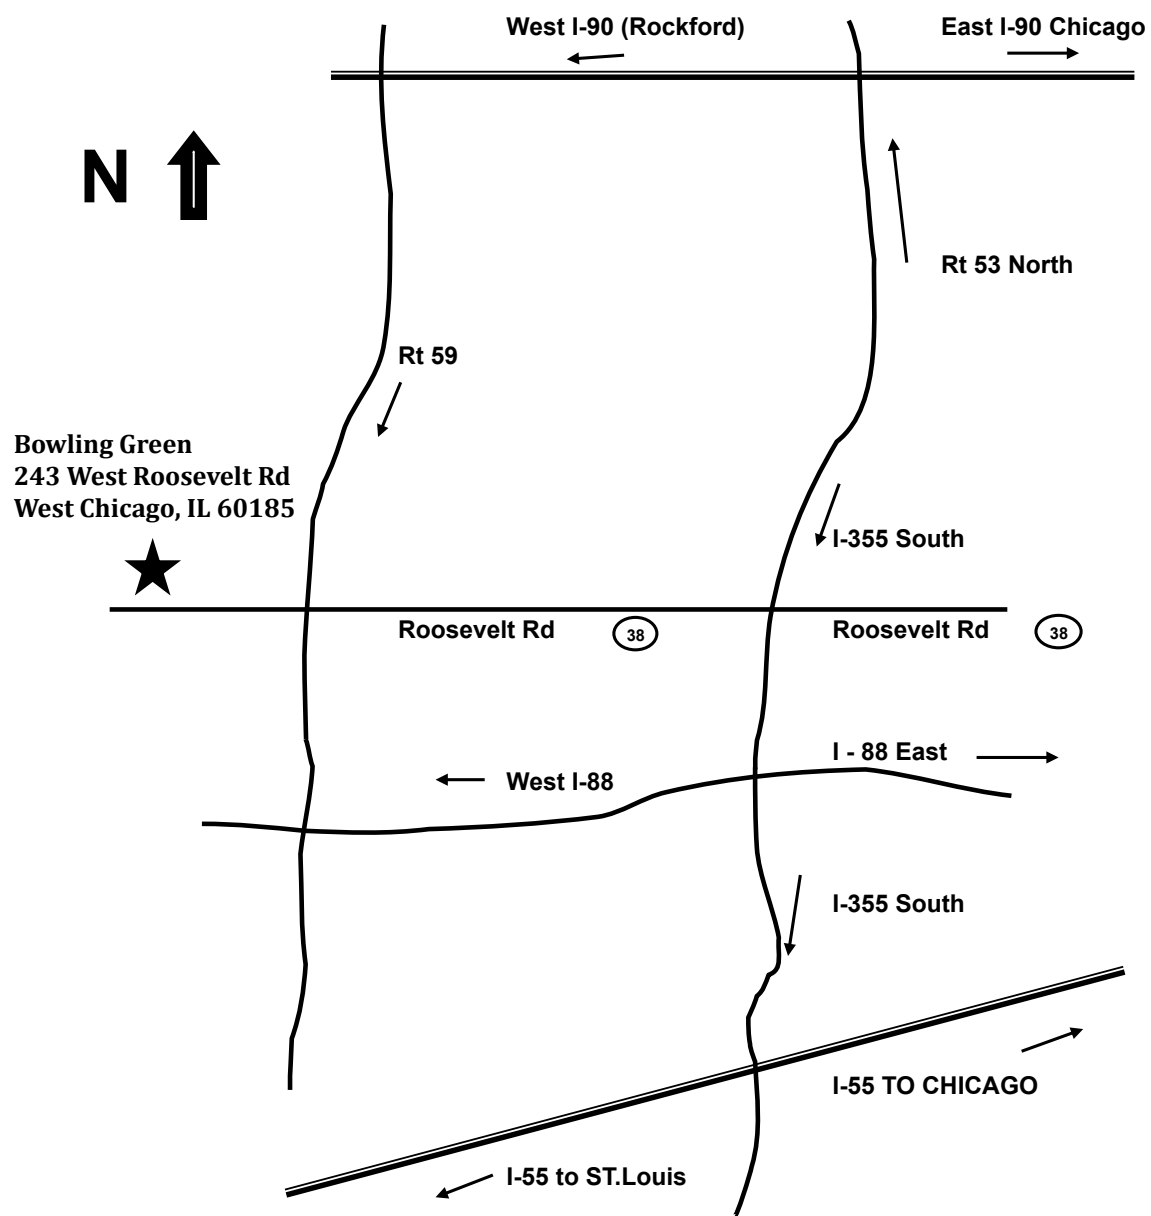 West I-90 (Rockford)
East I-90 Chicago
N
Rt 53 North
Rt 59
Bowling Green
243 West Roosevelt Rd
West Chicago, IL 60185
I-355 South
Roosevelt Rd
38
Roosevelt Rd
38
I - 88 East
West I-88
I-355 South
I-55 TO CHICAGO
I-55 to ST.Louis